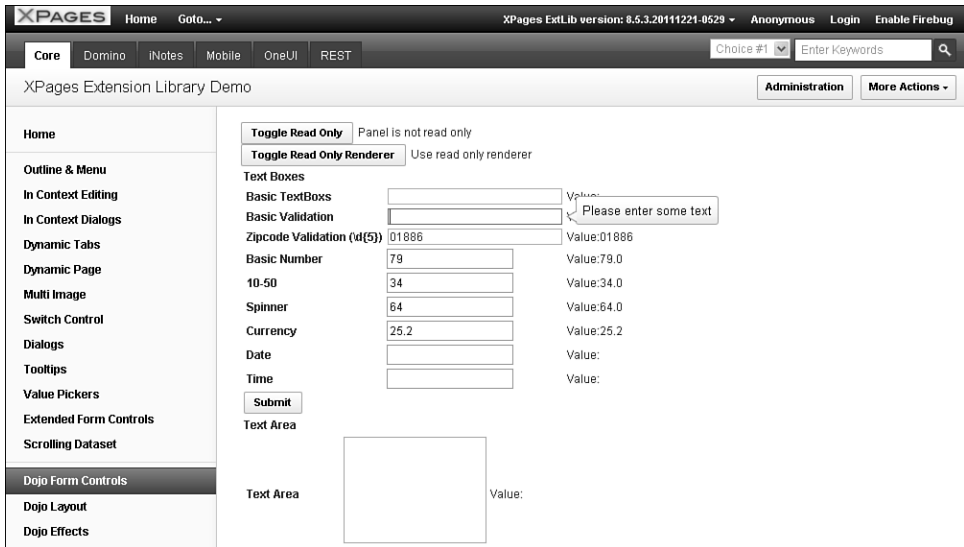 XPAGES Home Goto... XPages ExtLib version: 8.5.3.20111221-0529 Anonymous Login Enable Firebug
Core Domino iNotes Mobile OneUI REST Choice #1 Enter Keywords
XPages Extension Library Demo Administration More Actions
Home
Outline & Menu
In Context Editing
In Context Dialogs
Dynamic Tabs
Dynamic Page
Multi Image
Switch Control
Dialogs
Tooltips
Value Pickers
Extended Form Controls
Scrolling Dataset
Dojo Form Controls
Dojo Layout
Dojo Effects
Toggle Read Only Panel is not read only
Toggle Read Only Renderer Use read only renderer
Text Boxes
Basic TextBoxs Value:
Basic Validation Please enter some text
Zipcode Validation (\d{5}) 01886 Value:01886
Basic Number 79 Value:79.0
10-50 34 Value:34.0
Spinner 64 Value:64.0
Currency 25.2 Value:25.2
Date Value:
Time Value:
Submit
Text Area
Text Area Value: